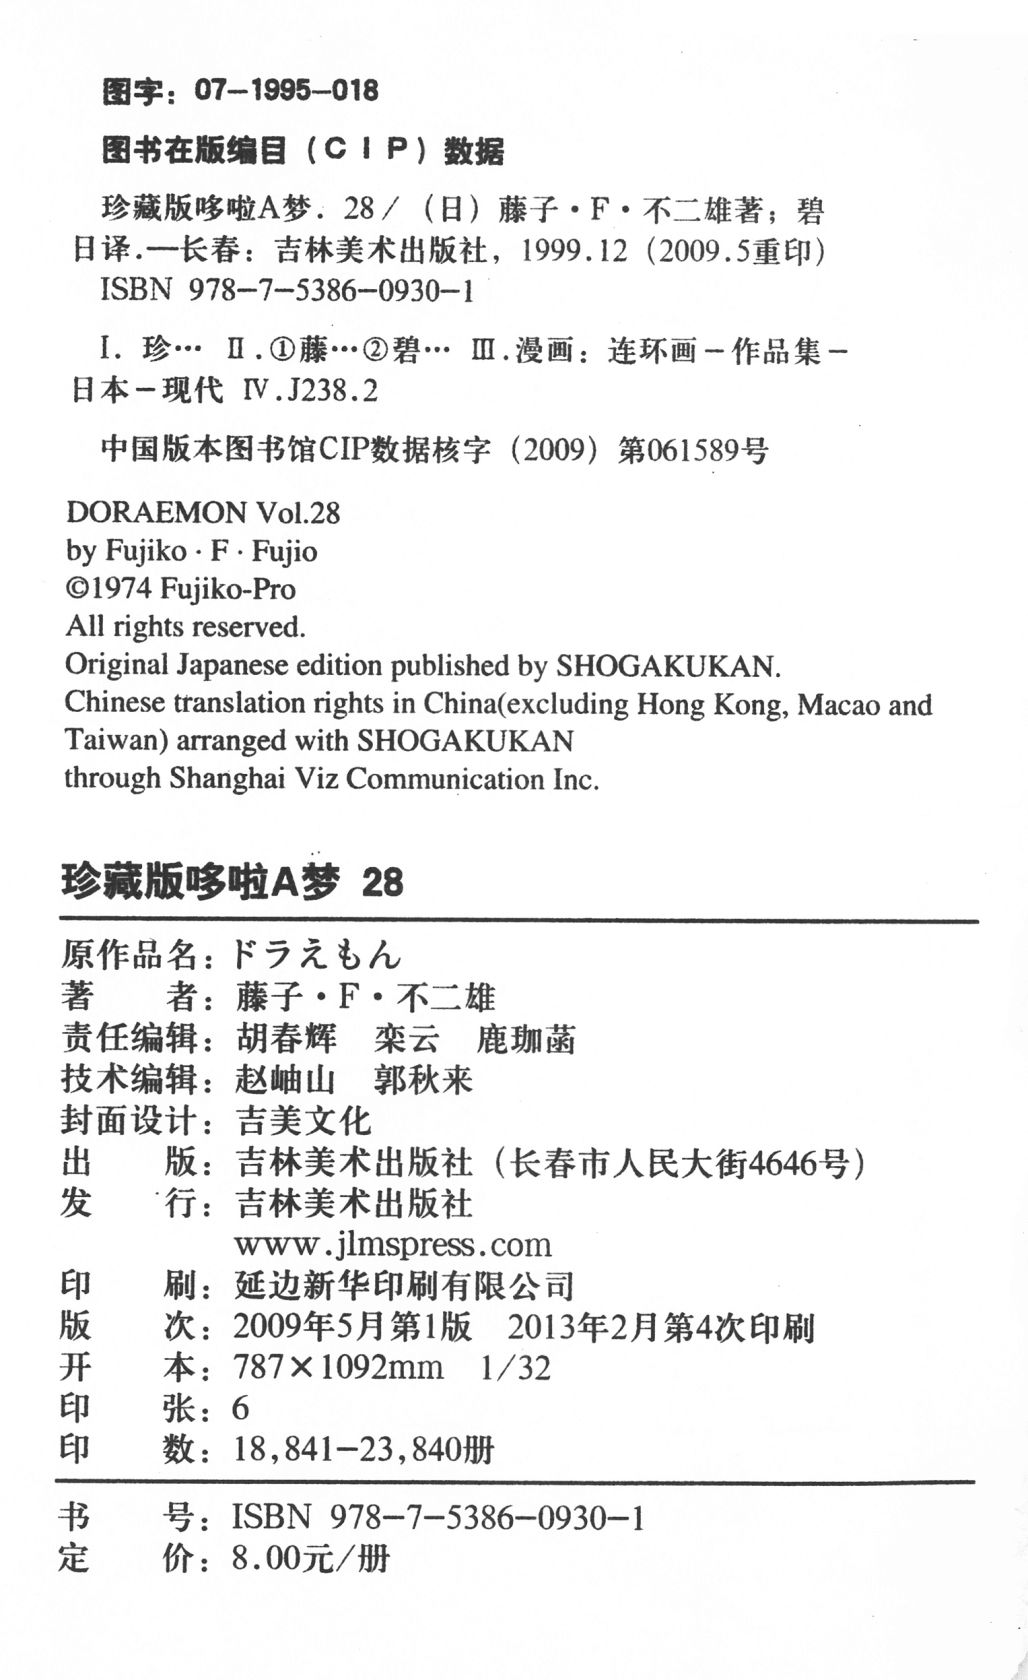 图字：07-1995-018
图书在版编目（CIP）数据
珍藏版哆啦A梦．28／（日）藤子·F·不二雄著；碧
日译.—长春：吉林美术出版社，1999.12（2009.5重印）
ISBN 978-7-5386-0930-1
Ⅰ．珍… Ⅱ.①藤…②碧… Ⅲ.漫画：连环画－作品集－
日本－现代 Ⅳ.J238.2
中国版本图书馆CIP数据核字（2009）第061589号
DORAEMON Vol.28
by Fujiko · F · Fujio
©1974 Fujiko-Pro
All rights reserved.
Original Japanese edition published by SHOGAKUKAN.
Chinese translation rights in China(excluding Hong Kong, Macao and
Taiwan) arranged with SHOGAKUKAN
through Shanghai Viz Communication Inc.
珍藏版哆啦A梦 28
原作品名：ドラえもん
著　　者：藤子·F·不二雄
责任编辑：胡春辉　栾云　鹿珈菡
技术编辑：赵岫山　郭秋来
封面设计：吉美文化
出　　版：吉林美术出版社（长春市人民大街4646号）
发　　行：吉林美术出版社
www.jlmspress.com
印　　刷：延边新华印刷有限公司
版　　次：2009年5月第1版　2013年2月第4次印刷
开　　本：787×1092mm　1/32
印　　张：6
印　　数：18,841-23,840册
书　　号：ISBN 978-7-5386-0930-1
定　　价：8.00元/册